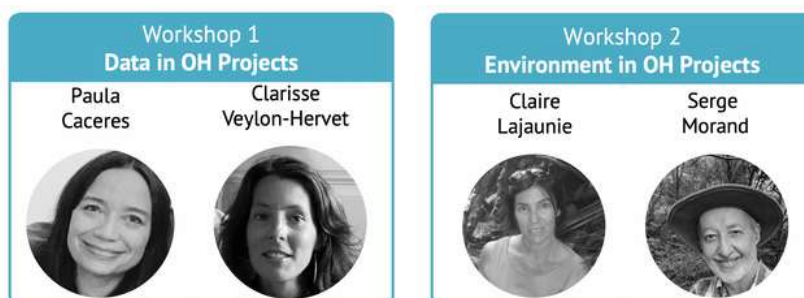 Workshop 1
Data in OH Projects
Paula
Caceres
Clarisse
Veylon-Hervet
Workshop 2
Environment in OH Projects
Claire
Lajaunie
Serge
Morand